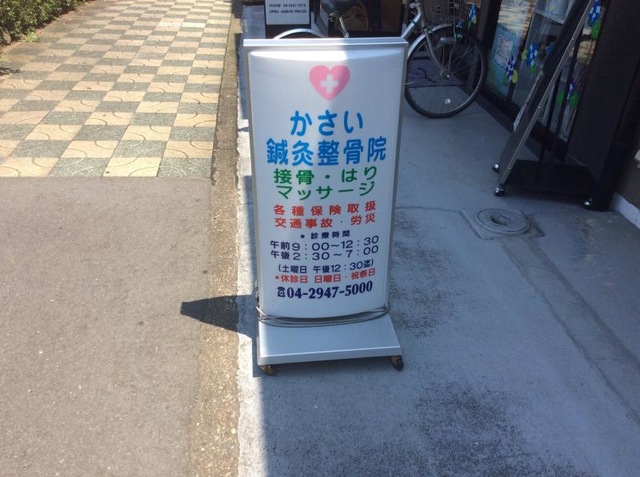 かさい
鍼灸整骨院
接骨・はり
マッサージ
各種保険取扱
交通事故・労災
＊診療時間
午前9:00～12:30
午後2:30～7:00
(土曜日 午後12:30迄)
＊休診日 日曜日・祝祭日
☎04-2947-5000